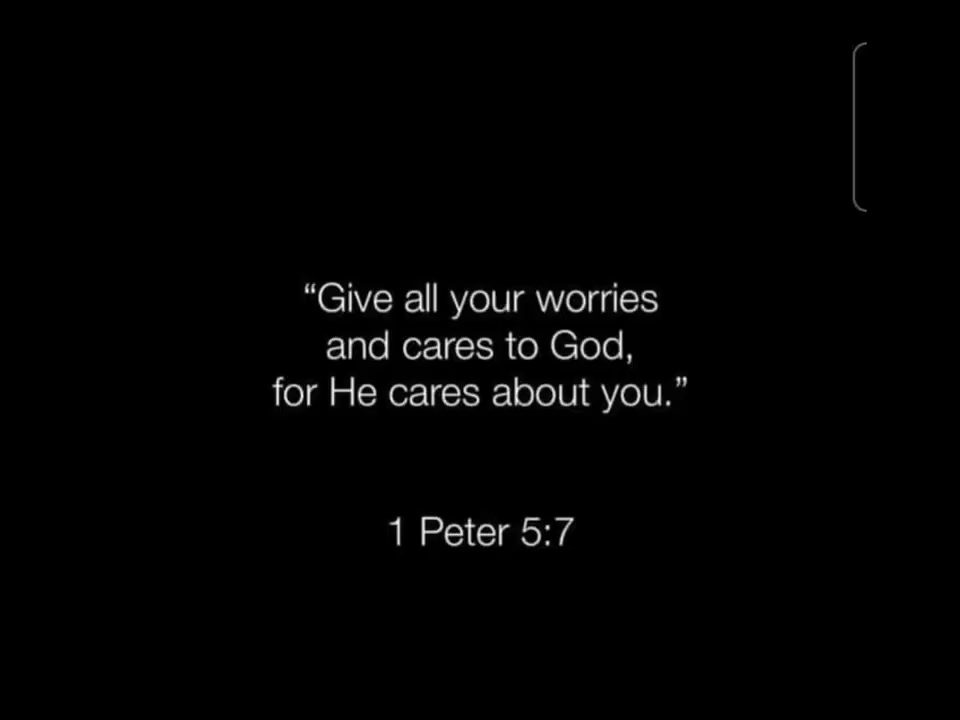 “Give all your worries
and cares to God,
for He cares about you.”
1 Peter 5:7